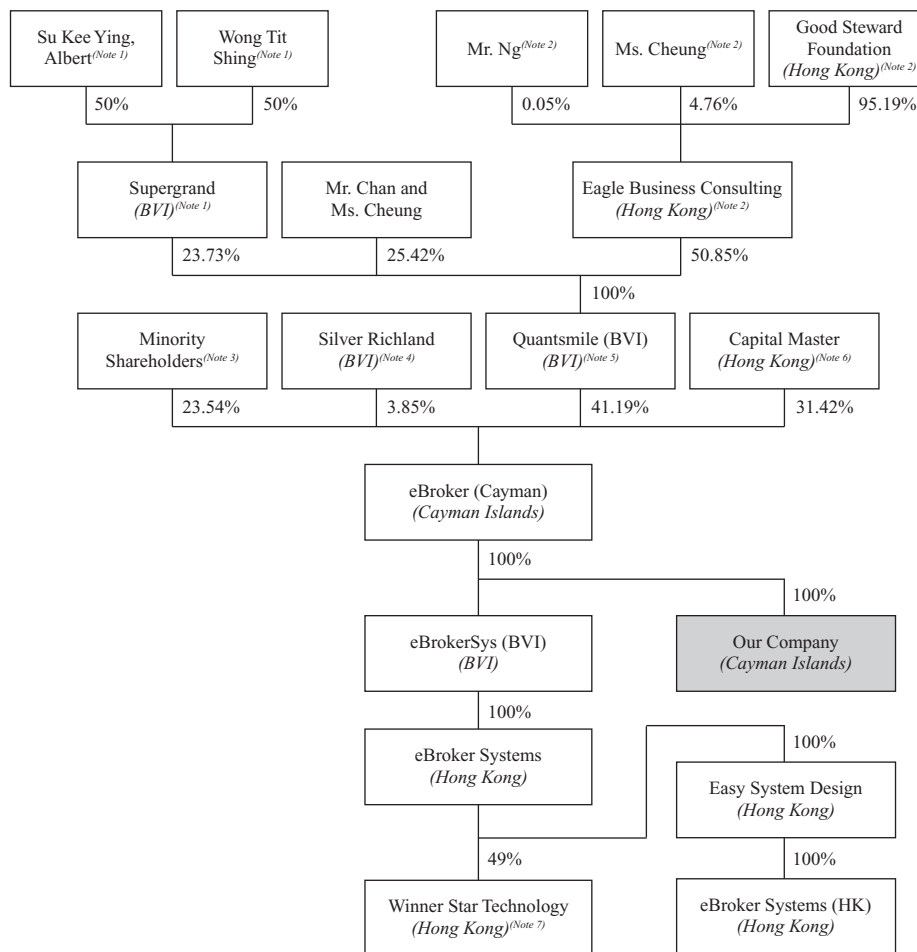 Su Kee Ying,
Albert(Note 1)
Wong Tit
Shing(Note 1)
Mr. Ng(Note 2)
Ms. Cheung(Note 2)
Good Steward
Foundation
(Hong Kong)(Note 2)
50%
50%
0.05%
4.76%
95.19%
Supergrand
(BVI)(Note 1)
Mr. Chan and
Ms. Cheung
Eagle Business Consulting
(Hong Kong)(Note 2)
23.73%
25.42%
50.85%
100%
Minority
Shareholders(Note 3)
Silver Richland
(BVI)(Note 4)
Quantsmile (BVI)
(BVI)(Note 5)
Capital Master
(Hong Kong)(Note 6)
23.54%
3.85%
41.19%
31.42%
eBroker (Cayman)
(Cayman Islands)
100%
100%
eBrokerSys (BVI)
(BVI)
Our Company
(Cayman Islands)
100%
eBroker Systems
(Hong Kong)
100%
Easy System Design
(Hong Kong)
49%
100%
Winner Star Technology
(Hong Kong)(Note 7)
eBroker Systems (HK)
(Hong Kong)